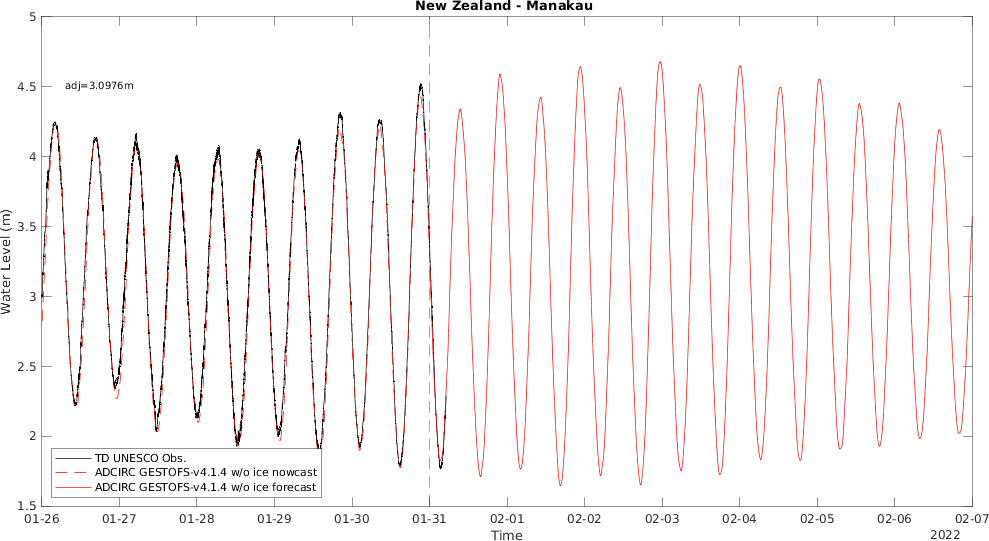 New Zealand - Manakau
5
4.5
4
3.5
3
2.5
2
1.5
Water Level (m)
adj=3.0976m
TD UNESCO Obs.
ADCIRC GESTOFS-v4.1.4 w/o ice nowcast
ADCIRC GESTOFS-v4.1.4 w/o ice forecast
01-26 01-27 01-28 01-29 01-30 01-31 02-01 02-02 02-03 02-04 02-05 02-06 02-07
Time
2022